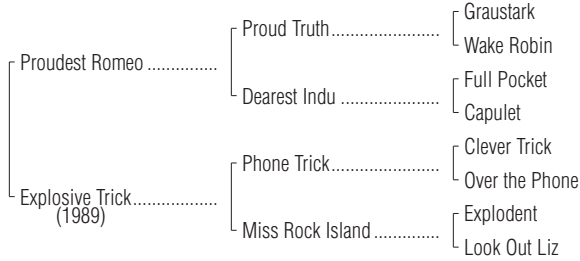 Graustark
Proud Truth........................
Wake Robin
Proudest Romeo ...............
Full Pocket
Dearest Indu ......................
Capulet
Clever Trick
Phone Trick........................
Over the Phone
Explosive Trick..................
(1989)
Explodent
Miss Rock Island ..............
Look Out Liz